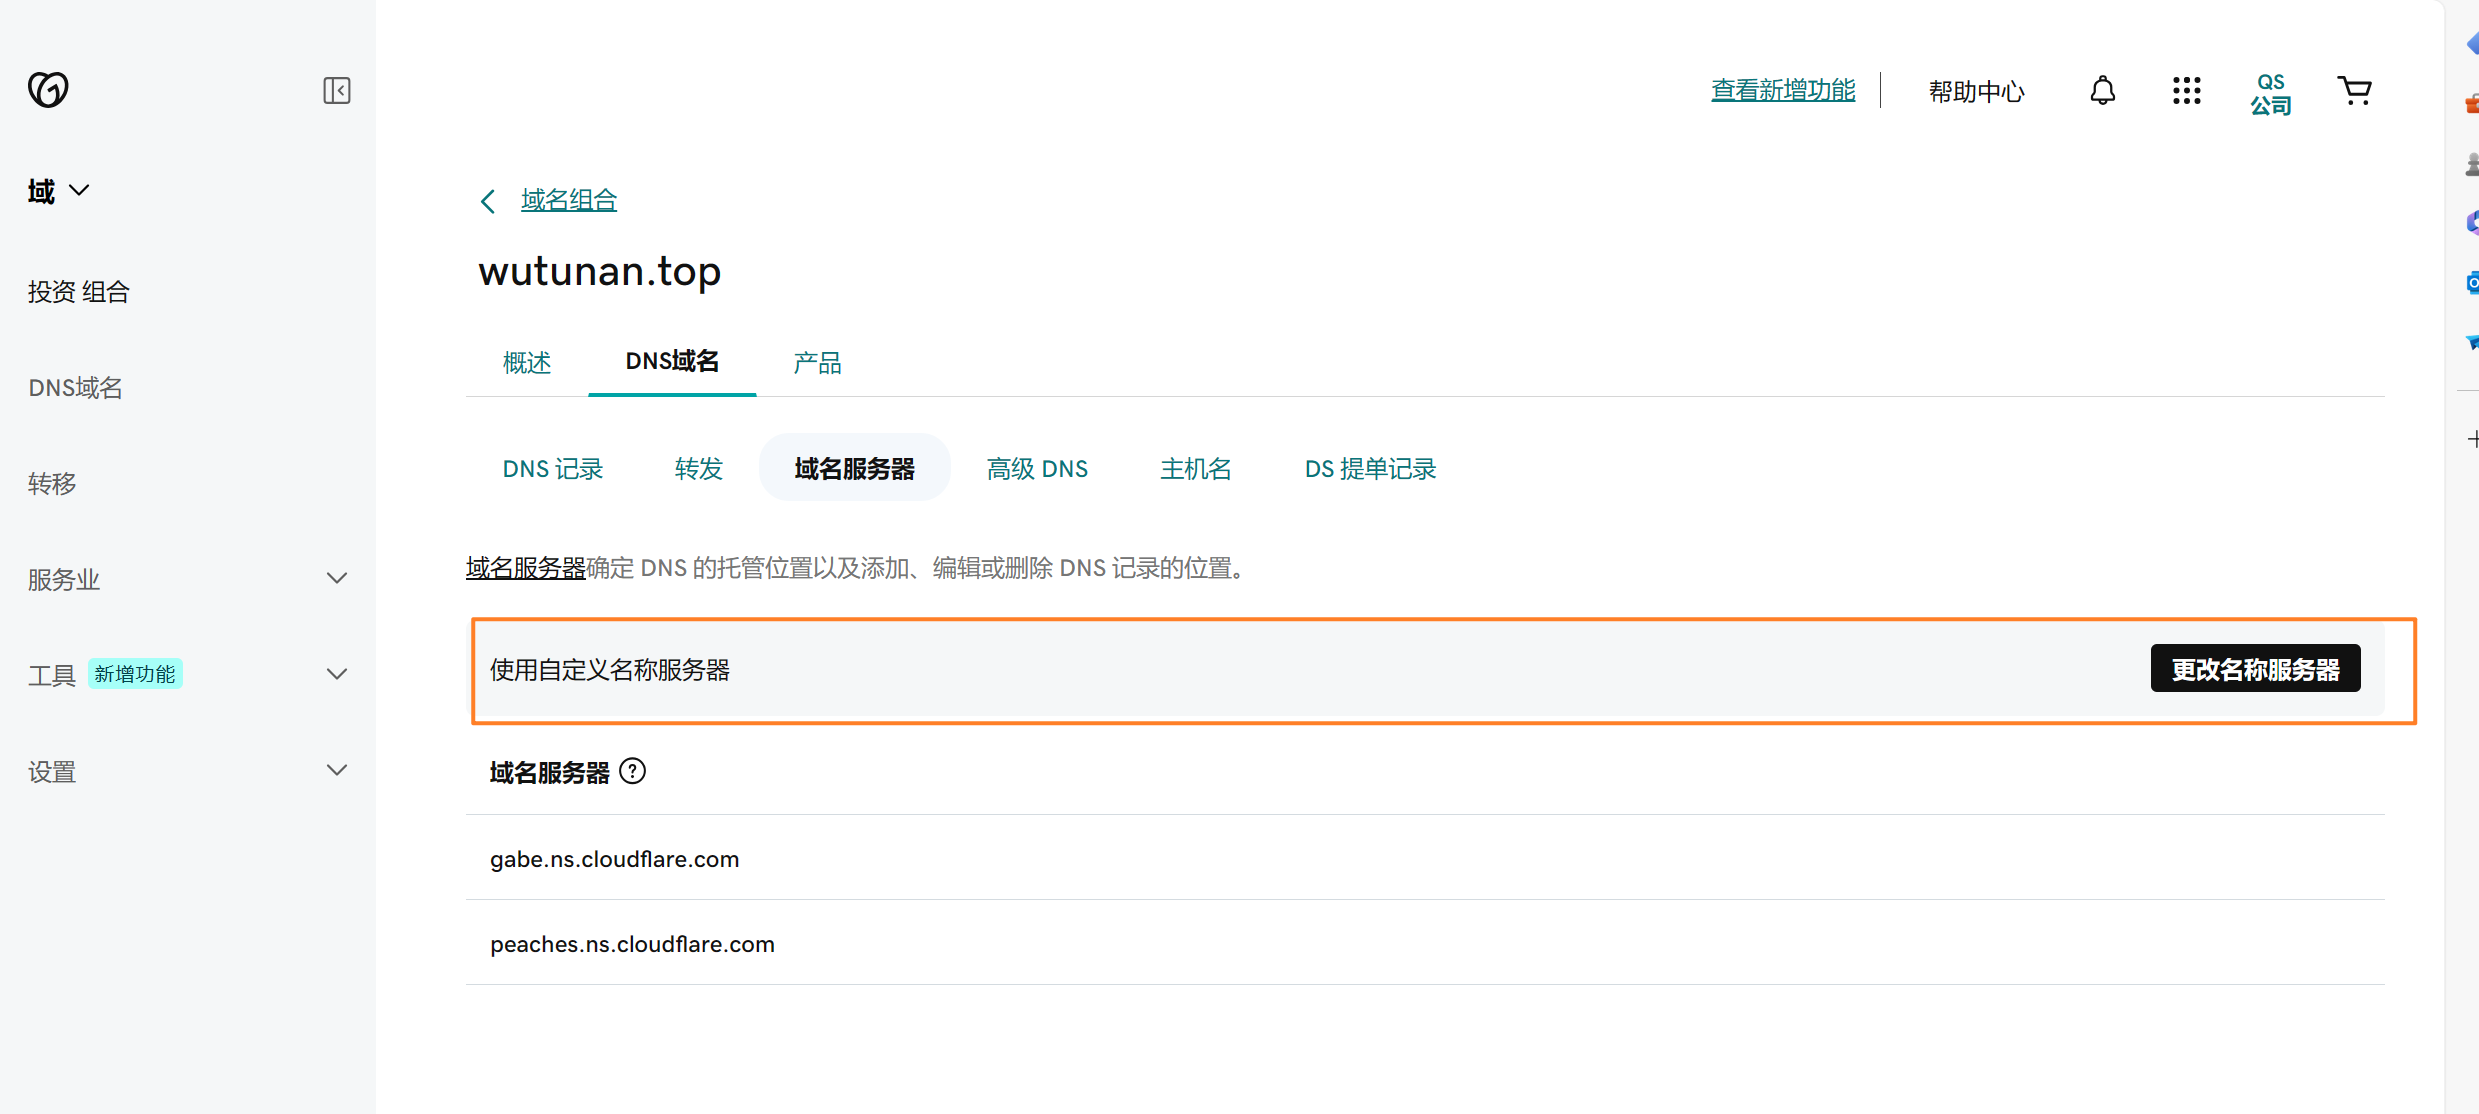 查看新增功能
帮助中心
QS
公司
域
投资 组合
DNS域名
转移
服务业
工具 新增功能
设置
域名组合
wutunan.top
概述 DNS域名 产品
DNS 记录 转发 域名服务器 高级 DNS 主机名 DS 提单记录
域名服务器确定 DNS 的托管位置以及添加、编辑或删除 DNS 记录的位置。
使用自定义名称服务器 更改名称服务器
域名服务器 ?
gabe.ns.cloudflare.com
peaches.ns.cloudflare.com